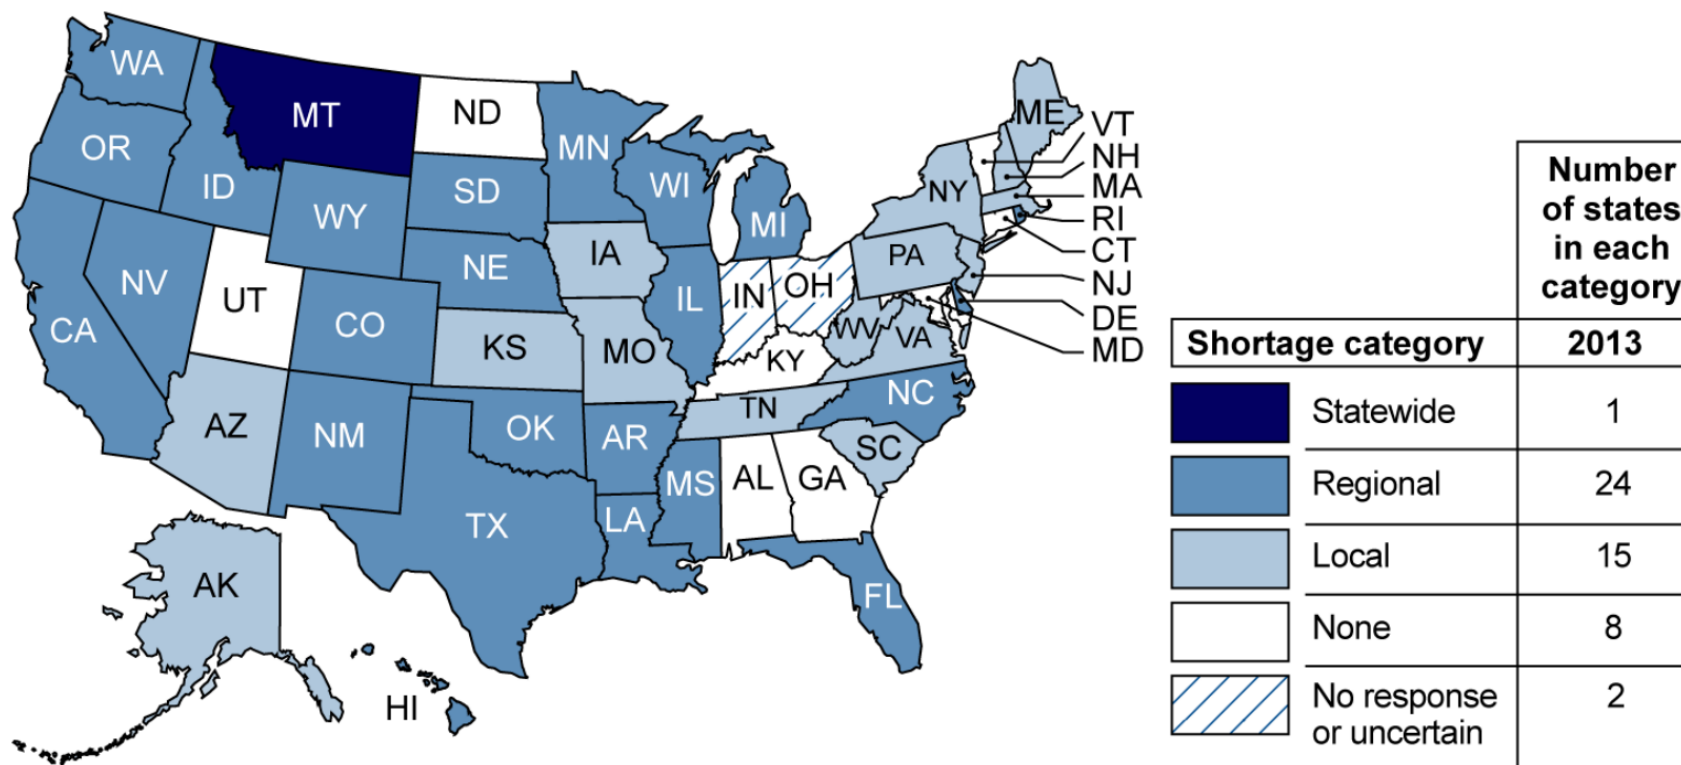 WA
MT
ND
OR
ID
MN
ME
VT
NH
MA
RI
CT
NJ
DE
MD
WY
SD
WI
MI
NY
NV
UT
CO
NE
IA
IL
IN
OH
PA
CA
KS
MO
KY
WV
VA
AZ
NM
OK
AR
TN
NC
SC
TX
LA
MS
AL
GA
FL
AK
HI
Number
of states
in each
category
Shortage category 2013
Statewide 1
Regional 24
Local 15
None 8
No response 2
or uncertain